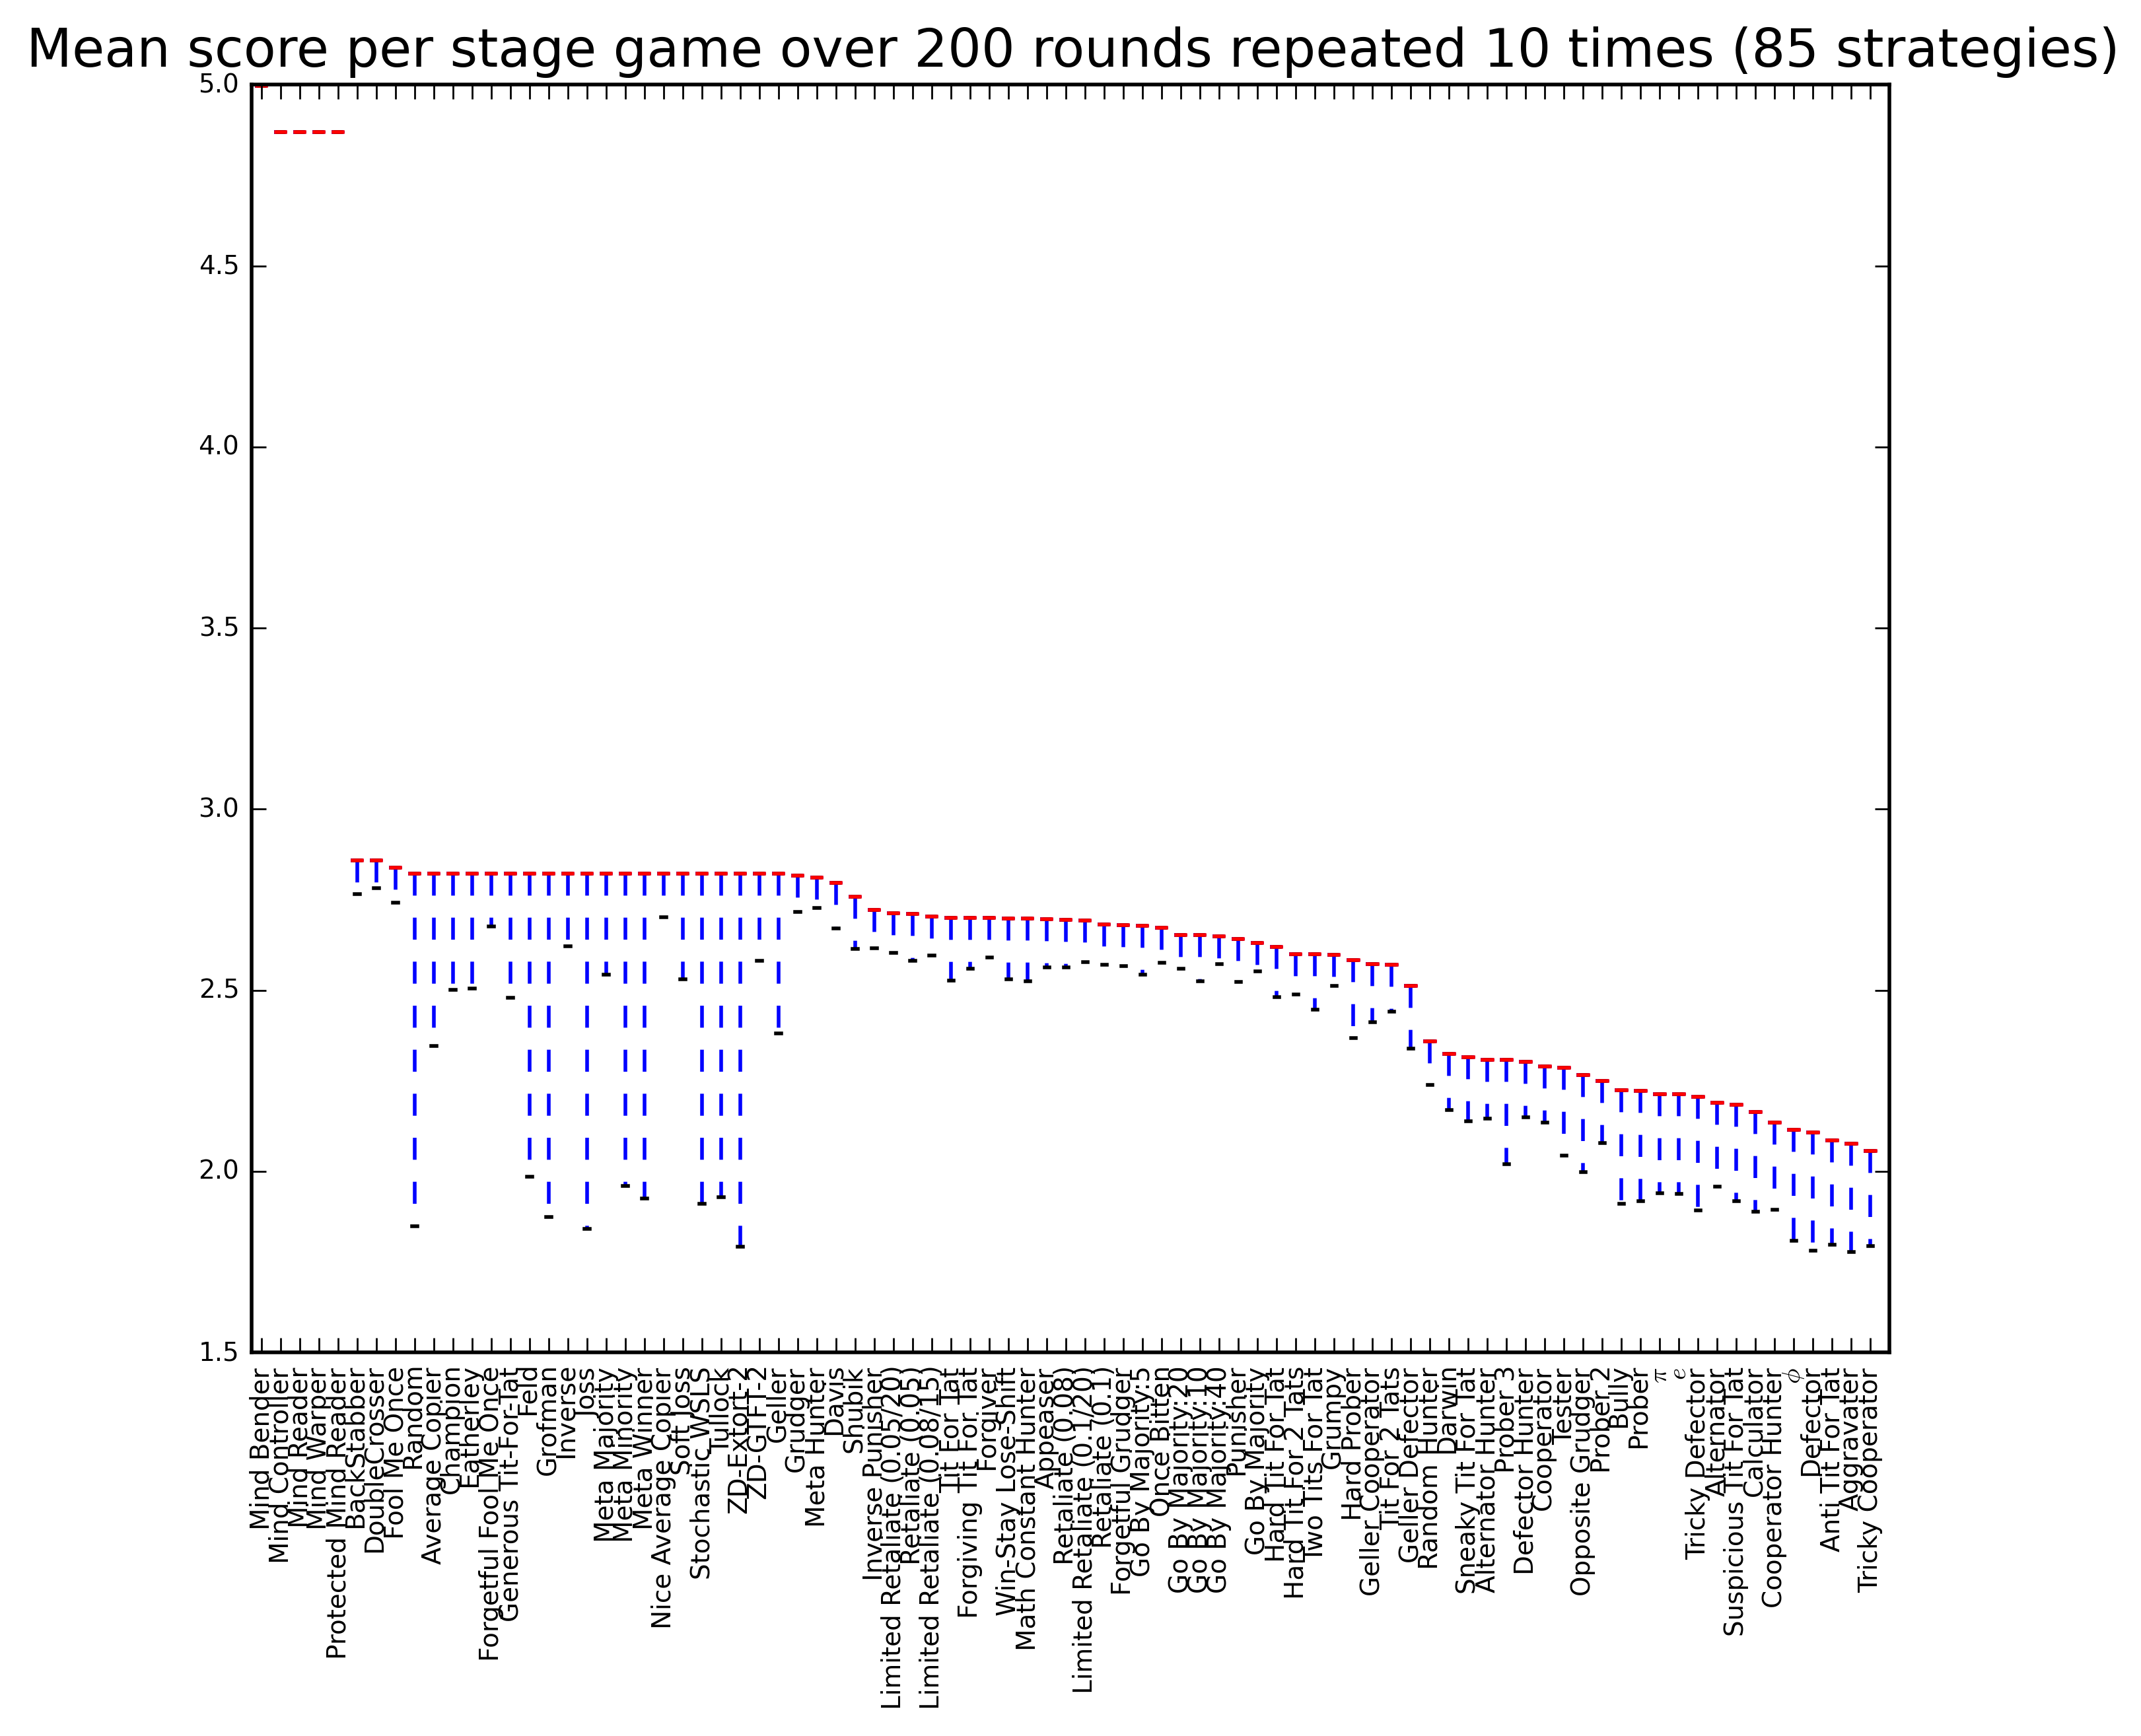 Mean score per stage game over 200 rounds repeated 10 times (85 strategies)
5.0
4.5
4.0
3.5
3.0
2.5
2.0
1.5
Mind Bender
Mind Controller
Mind Reader
Mind Warper
Protected Mind Reader
BackStabber
DoubleCrosser
Fool Me Once
Random
Average Copier
Champion
Eatherley
Forgetful Fool Me Once
Generous Tit-For-Tat
Feld
Grofman
Inverse
Joss
Meta Majority
Meta Minority
Meta Winner
Nice Average Copier
Soft Joss
Stochastic WSLS
Tullock
ZD-Extort-2
ZD-GTFT-2
Geller
Grudger
Meta Hunter
Davis
Shubik
Inverse Punisher
Limited Retaliate (0.05/20)
Retaliate (0.05)
Limited Retaliate (0.08/15)
Tit For Tat
Forgiving Tit For Tat
Forgiver
Win-Stay Lose-Shift
Math Constant Hunter
Appeaser
Retaliate (0.08)
Limited Retaliate (0.1/20)
Retaliate (0.1)
Forgetful Grudger
Go By Majority:5
Once Bitten
Go By Majority:20
Go By Majority:10
Go By Majority:40
Punisher
Go By Majority
Hard Tit For Tat
Hard Tit For 2 Tats
Two Tits For Tat
Grumpy
Hard Prober
Geller Cooperator
Tit For 2 Tats
Geller Defector
Random Hunter
Darwin
Sneaky Tit For Tat
Alternator Hunter
Prober 3
Defector Hunter
Cooperator
Tester
Opposite Grudger
Prober 2
Bully
Prober
π
e
Tricky Defector
Alternator
Suspicious Tit For Tat
Calculator
Cooperator Hunter
ϕ
Defector
Anti Tit For Tat
Aggravater
Tricky Cooperator